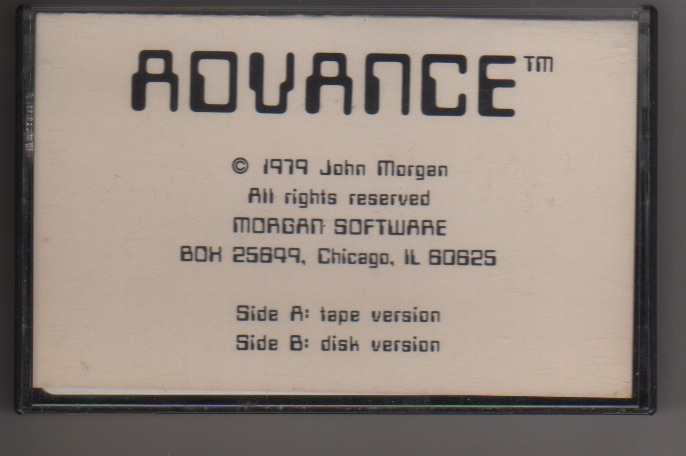 ADVANCE™
© 1979 John Morgan
All rights reserved
MORGAN SOFTWARE
BOX 25849, Chicago, IL 60625
Side A: tape version
Side B: disk version